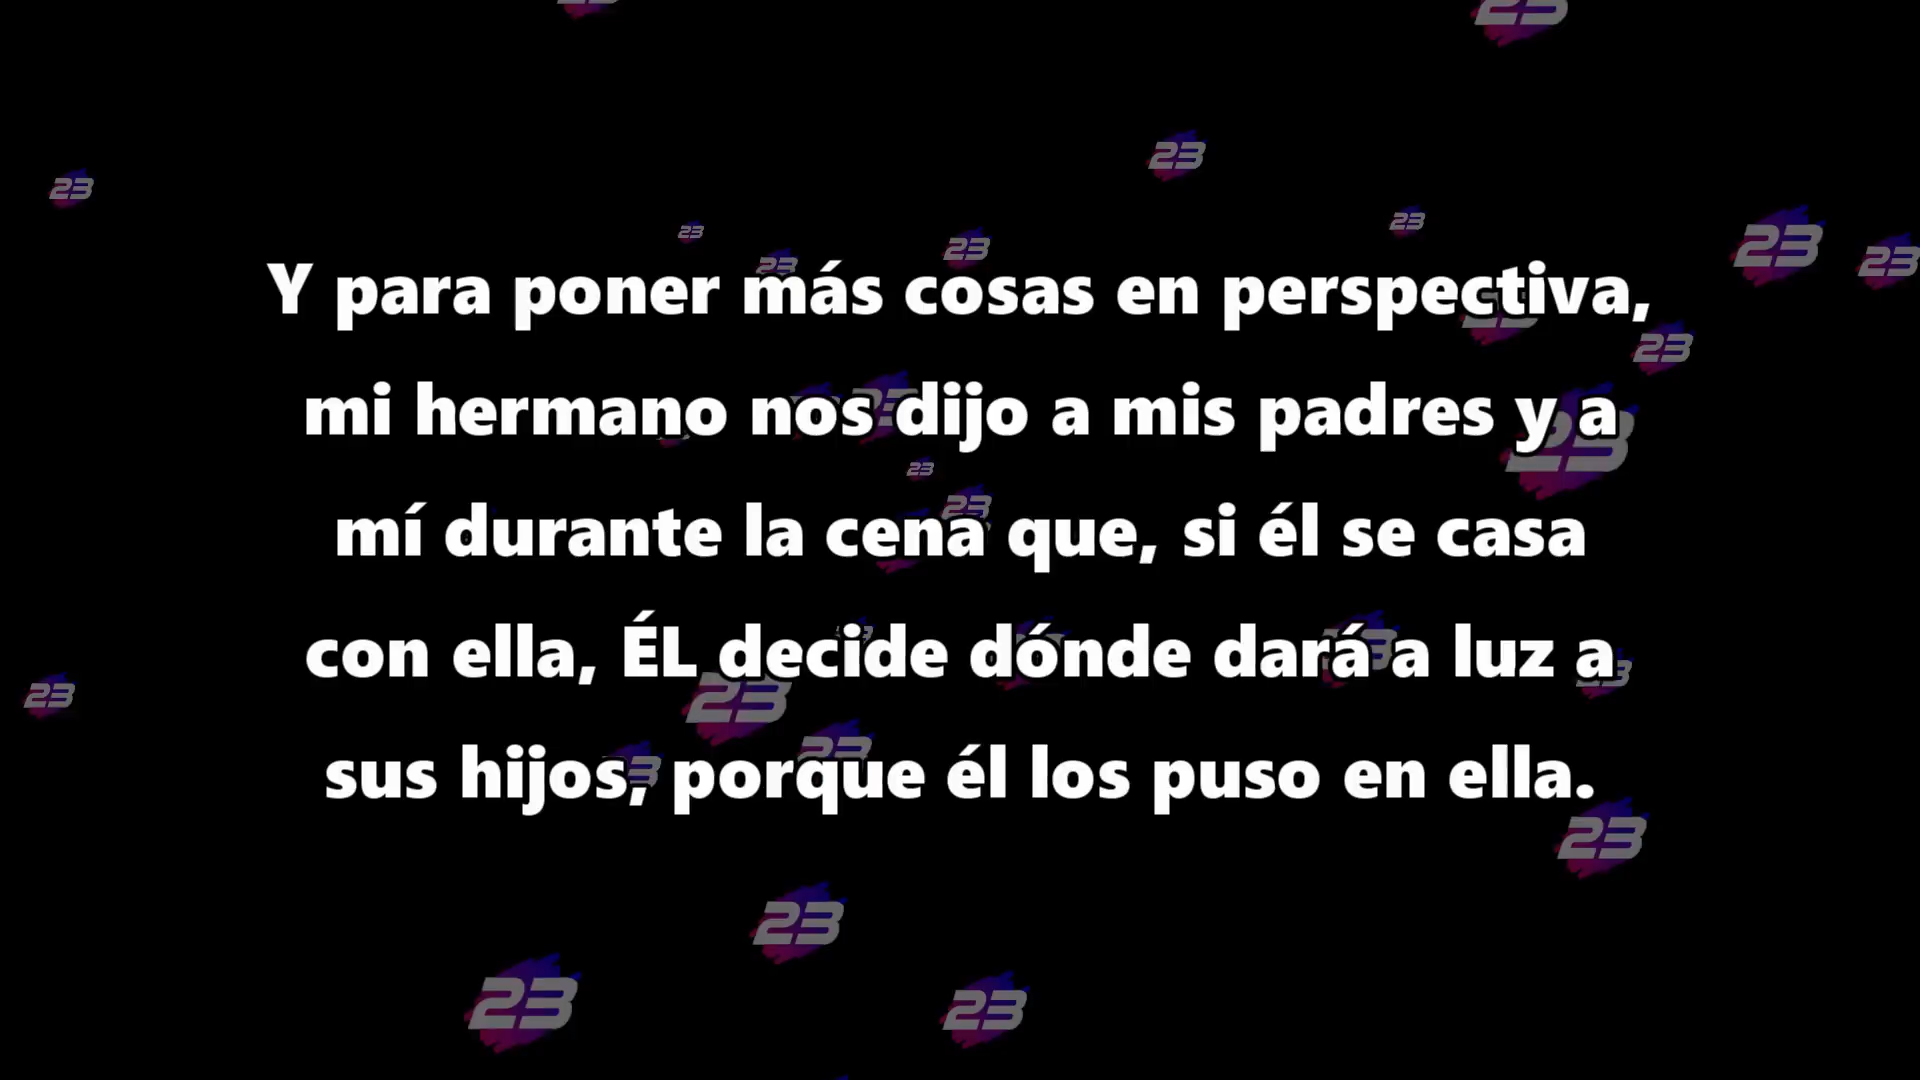 Y para poner más cosas en perspectiva,
mi hermano nos dijo a mis padres y a
mí durante la cena que, si él se casa
con ella, ÉL decide dónde dará a luz a
sus hijos, porque él los puso en ella.